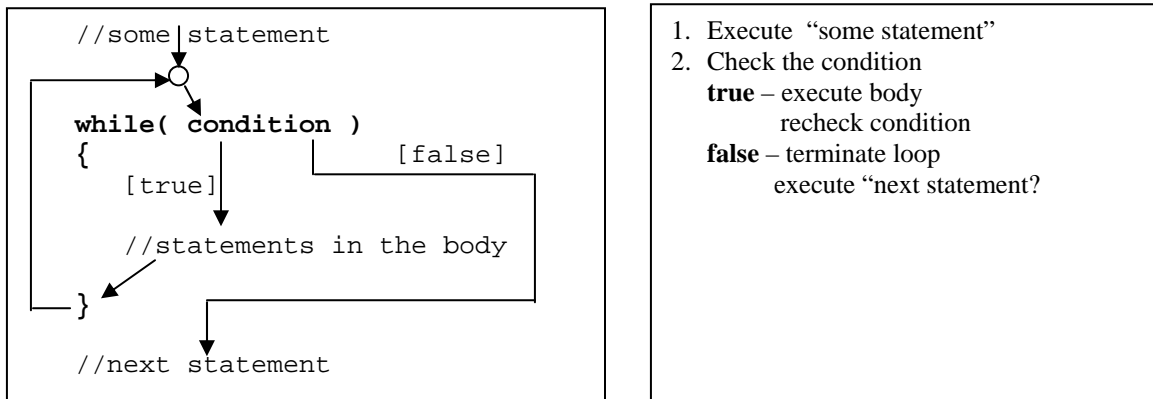 //some statement
while( condition )
{ [false]
[true]
//statements in the body
}
//next statement
1. Execute “some statement”
2. Check the condition
true – execute body
recheck condition
false – terminate loop
execute “next statement?